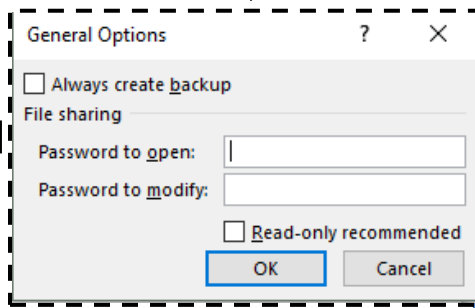 General Options ? ×
Always create backup
File sharing
Password to open:
Password to modify:
Read-only recommended
OK Cancel